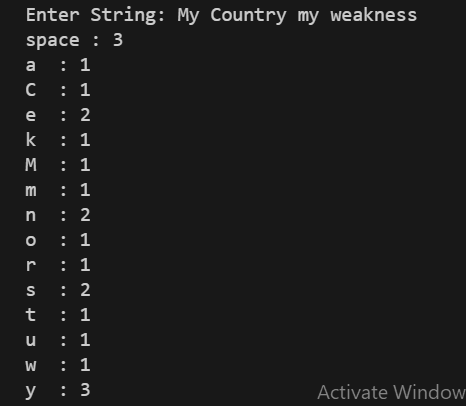 Enter String: My Country my weakness
space : 3
a  : 1
C  : 1
e  : 2
k  : 1
M  : 1
m  : 1
n  : 2
o  : 1
r  : 1
s  : 2
t  : 1
u  : 1
w  : 1
y  : 3
Activate Window